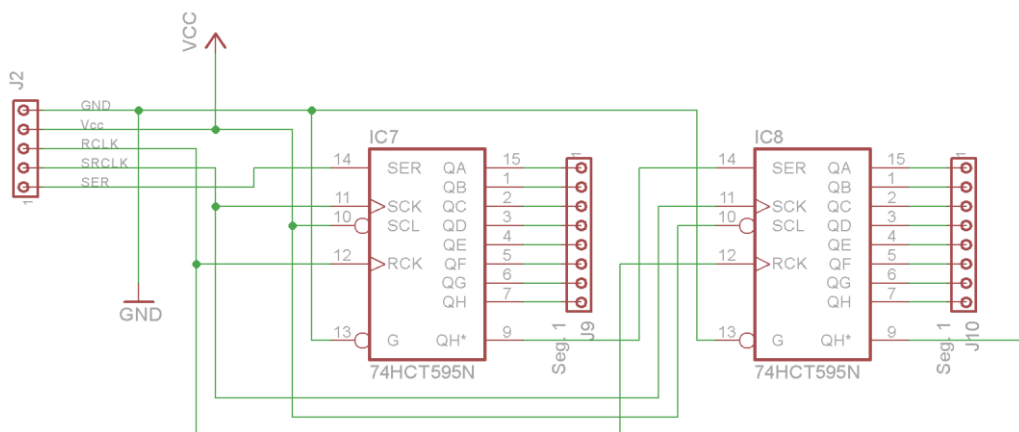 VCC
J2
GND
Vcc
RCLK
SRCLK
SER
1
GND
IC7
14 SER QA 15
QB 1
11 SCK QC 2
10 SCL QD 3
QE 4
12 RCK QF 5
QG 6
QH 7
13 G QH* 9
74HCT595N
1
Seg. 1
J9
IC8
14 SER QA 15
QB 1
11 SCK QC 2
10 SCL QD 3
QE 4
12 RCK QF 5
QG 6
QH 7
13 G QH* 9
74HCT595N
1
Seg. 1
J10